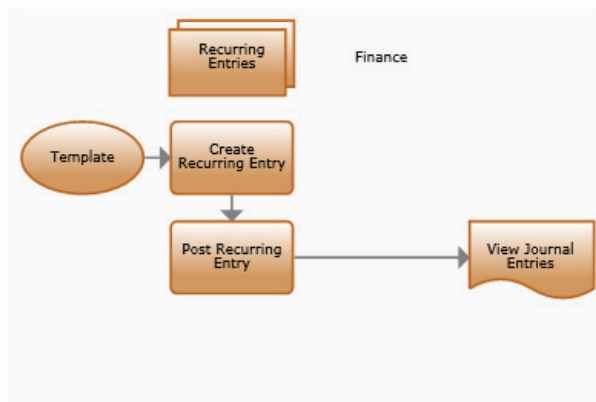 Recurring
Entries
Finance
Template
Create
Recurring Entry
Post Recurring
Entry
View Journal
Entries